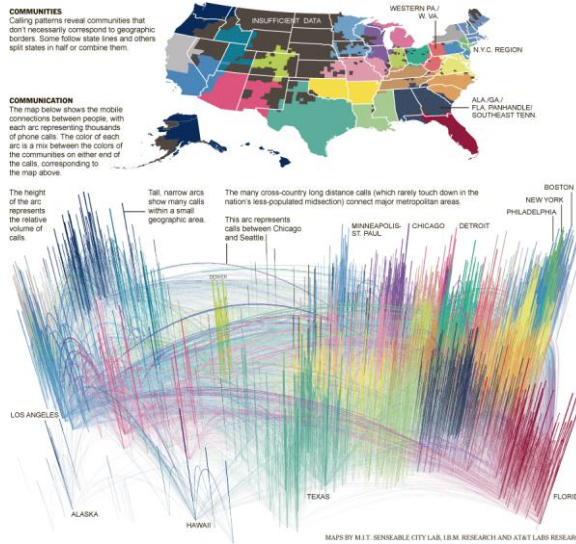 COMMUNITIES
Calling patterns reveal communities that
don't necessarily correspond to geographic
borders. Some follow state lines and others
split states in half or combine them.
INSUFFICIENT DATA
WESTERN PA./
W. VA.
N.Y.C. REGION
ALA./GA./
FLA. PANHANDLE/
SOUTHEAST TENN.
COMMUNICATION
The map below shows the mobile
connections between people, with
each arc representing thousands
of phone calls. The color of each
arc is a mix between the colors of
the communities on either end of
the calls, corresponding to
the map above.
The height
of the arc
represents
the relative
volume of
calls.
Tall, narrow arcs
show many calls
within a small
geographic area.
The many cross-country long distance calls (which rarely touch down in the
nation's less-populated midsection) connect major metropolitan areas.
This arc represents
calls between Chicago
and Seattle.
BOSTON
NEW YORK
PHILADELPHIA
MINNEAPOLIS-
ST. PAUL
CHICAGO
DETROIT
DENVER
LOS ANGELES
ALASKA
HAWAII
TEXAS
FLORID
MAPS BY M.I.T. SENSEABLE CITY LAB, I.B.M. RESEARCH AND AT&T LABS RESEARC